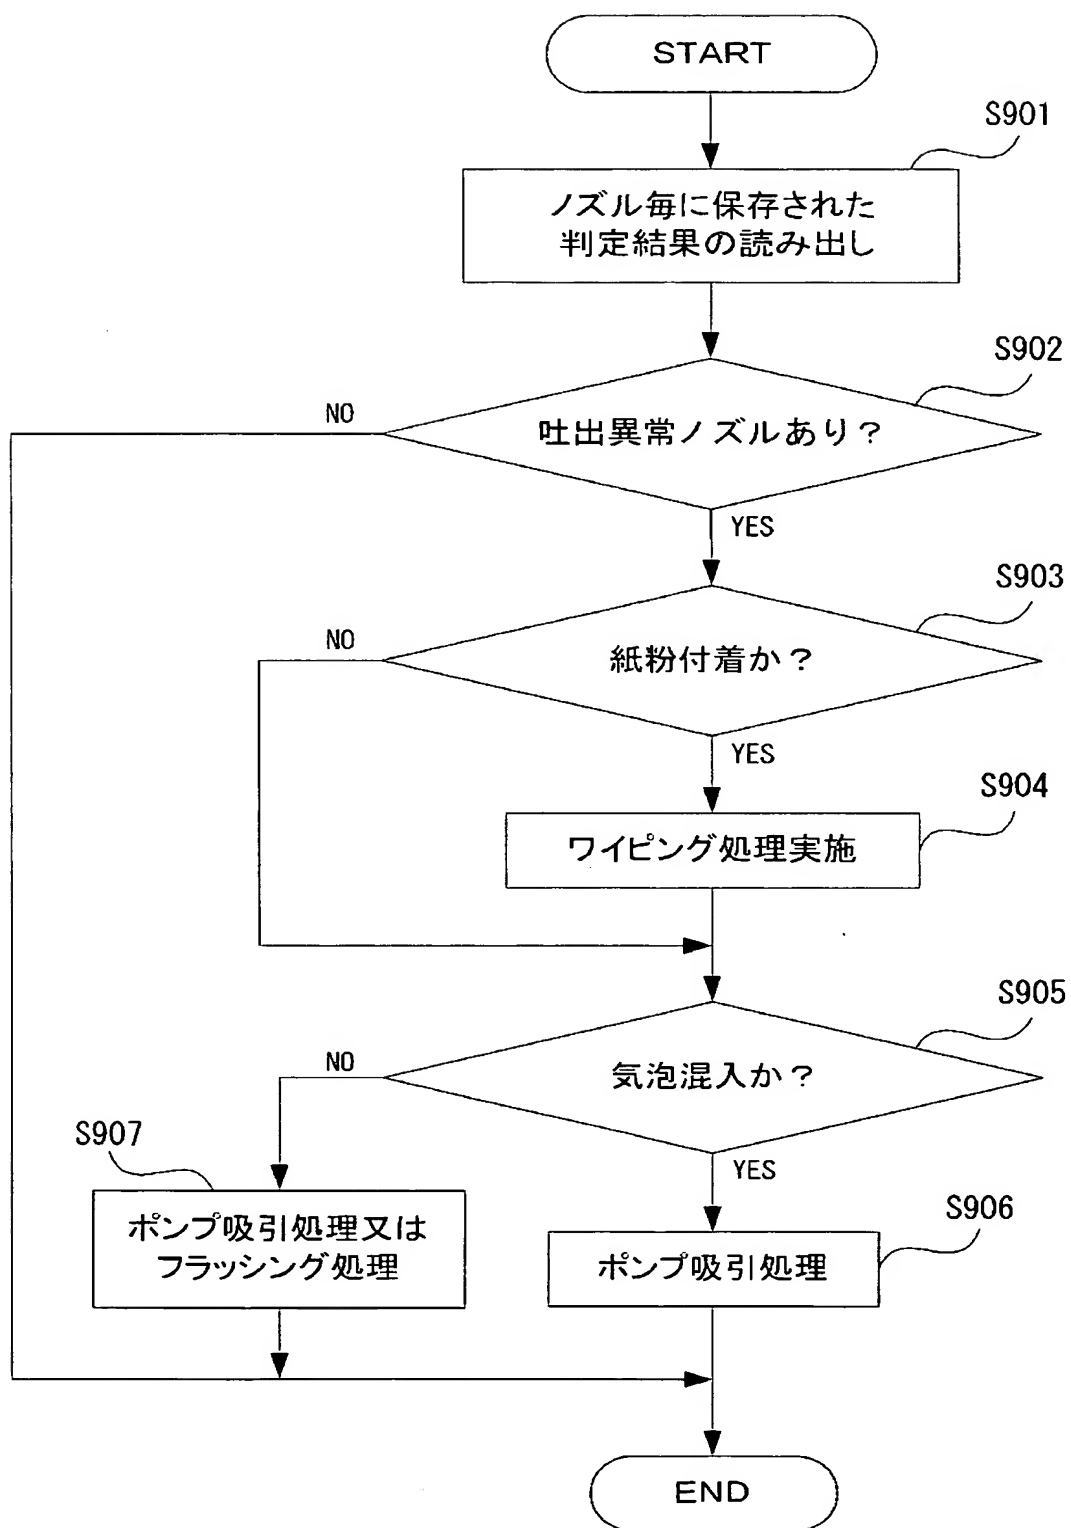 START
S901
ノズル毎に保存された
判定結果の読み出し
S902
NO
吐出異常ノズルあり？
YES
S903
NO
紙粉付着か？
YES
S904
ワイピング処理実施
S905
NO
気泡混入か？
YES
S907
ポンプ吸引処理又は
フラッシング処理
S906
ポンプ吸引処理
END